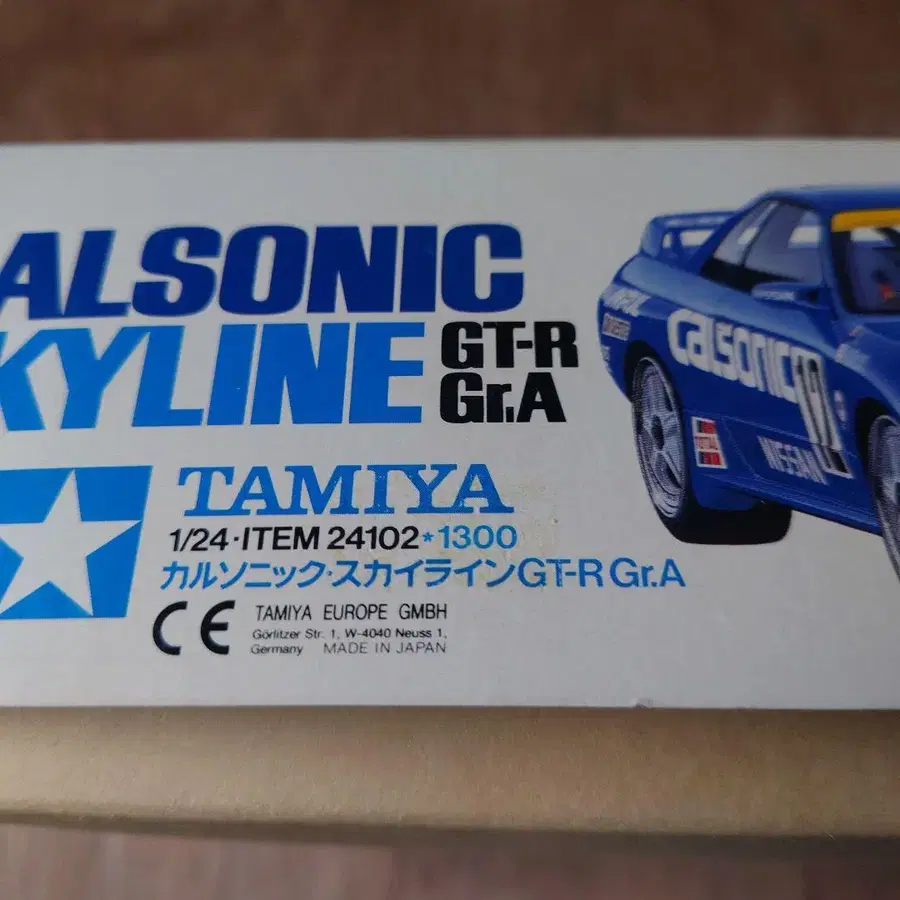 ALSONIC
KYLINE GT-R Gr.A
TAMIYA
1/24・ITEM 24102*1300
カルソニック・スカイラインGT-R Gr.A
CE TAMIYA EUROPE GMBH
Görlitzer Str. 1, W-4040 Neuss 1,
Germany MADE IN JAPAN
calsonic
NISSAN